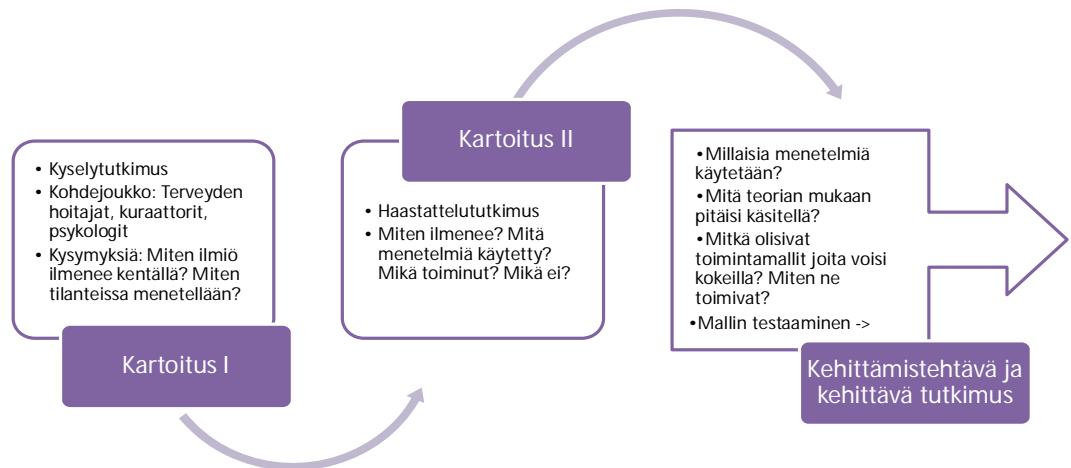 • Kyselytutkimus
• Kohdejoukko: Terveyden
hoitajat, kuraattorit,
psykologit
• Kysymyksiä: Miten ilmiö
ilmenee kentällä? Miten
tilanteissa menetellään?
Kartoitus I
Kartoitus II
• Haastattelututkimus
• Miten ilmenee? Mitä
menetelmiä käytetty?
Mikä toiminut? Mikä ei?
•Millaisia menetelmiä
käytetään?
•Mitä teorian mukaan
pitäisi käsitellä?
•Mitkä olisivat
toimintamallit joita voisi
kokeilla? Miten ne
toimivat?
•Mallin testaaminen ->
Kehittämistehtävä ja
kehittävä tutkimus